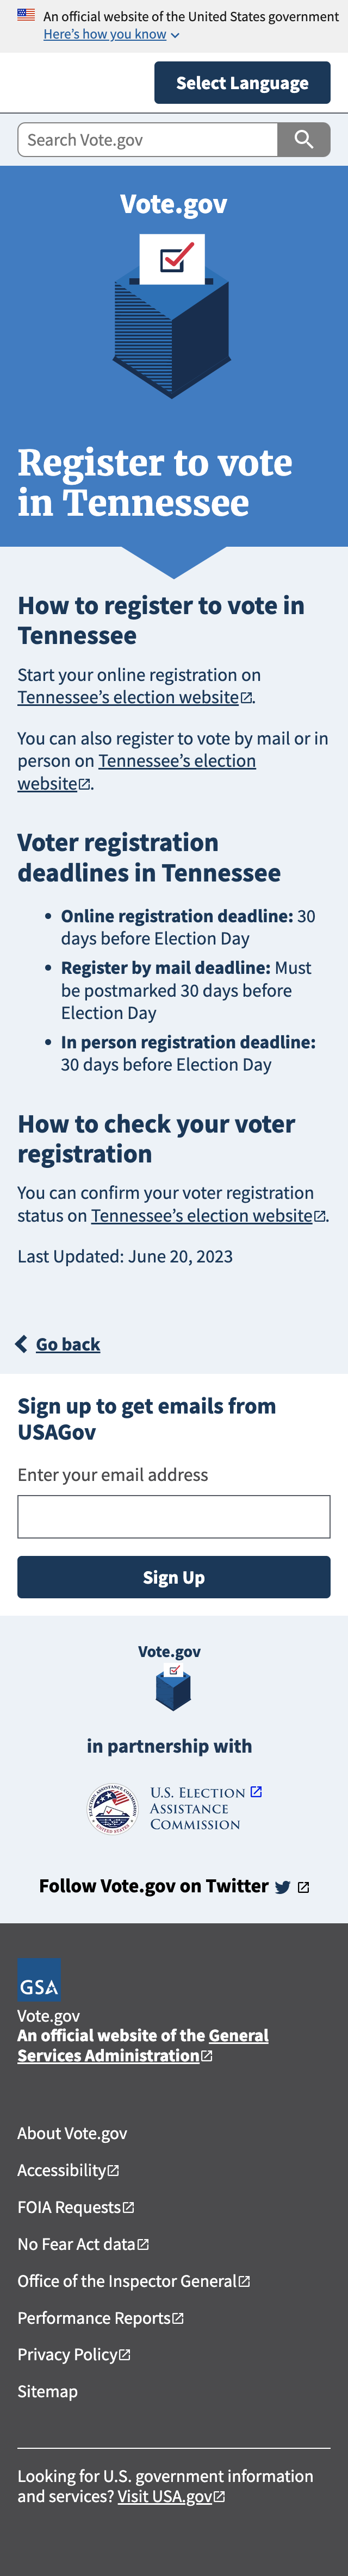 An official website of the United States government
Here's how you know
Select Language
Search Vote.gov
Vote.gov
Register to vote
in Tennessee
How to register to vote in
Tennessee
Start your online registration on
Tennessee's election website.
You can also register to vote by mail or in
person on Tennessee's election
website.
Voter registration
deadlines in Tennessee
• Online registration deadline: 30
days before Election Day
• Register by mail deadline: Must
be postmarked 30 days before
Election Day
• In person registration deadline:
30 days before Election Day
How to check your voter
registration
You can confirm your voter registration
status on Tennessee's election website.
Last Updated: June 20, 2023
Go back
Sign up to get emails from
USAGov
Enter your email address
Sign Up
Vote.gov
in partnership with
U.S. ELECTION
ASSISTANCE
COMMISSION
Follow Vote.gov on Twitter
GSA
Vote.gov
An official website of the General
Services Administration
About Vote.gov
Accessibility
FOIA Requests
No Fear Act data
Office of the Inspector General
Performance Reports
Privacy Policy
Sitemap
Looking for U.S. government information
and services? Visit USA.gov